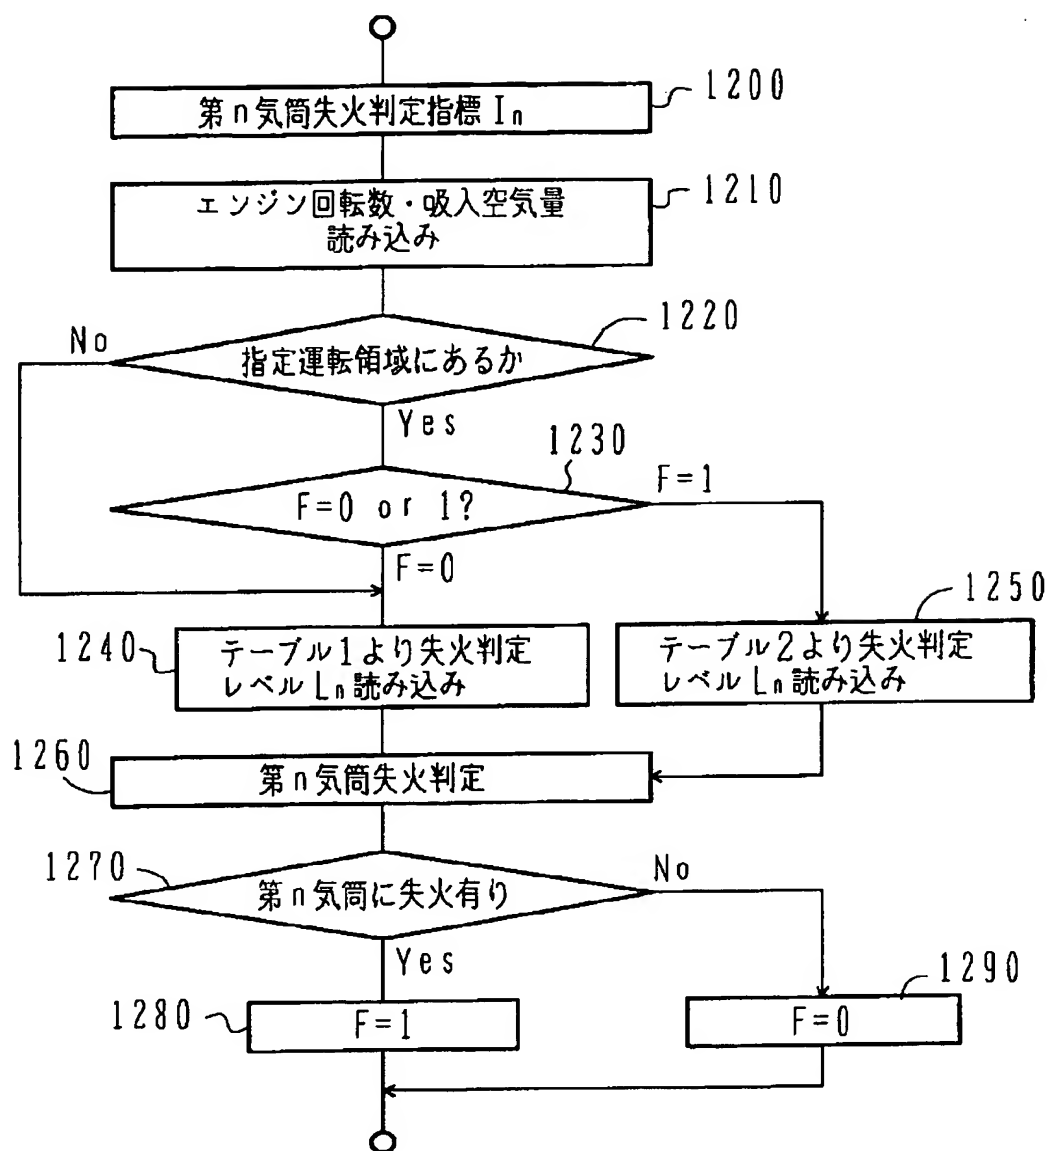 1200
第n気筒失火判定指標 In
1210
エンジン回転数・吸入空気量
読み込み
1220
No
指定運転領域にあるか
Yes
1230
F=0 or 1?
F=1
F=0
1240
テーブル1より失火判定
レベルLn読み込み
1250
テーブル2より失火判定
レベルLn読み込み
1260
第n気筒失火判定
1270
第n気筒に失火有り
No
Yes
1280
F=1
1290
F=0